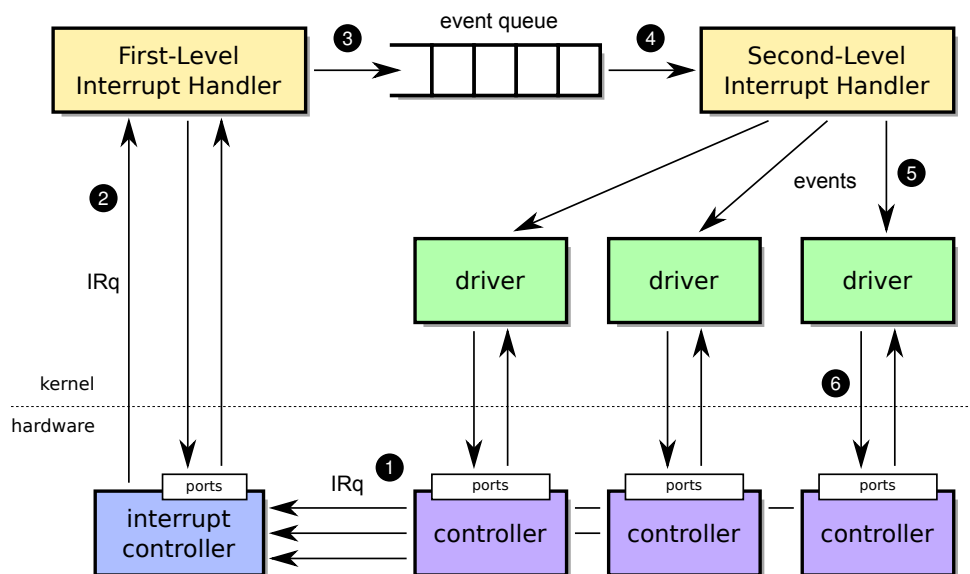 event queue
3
4
First-Level
Interrupt Handler
Second-Level
Interrupt Handler
2
5
events
IRq
driver
driver
driver
kernel
6
hardware
1
IRq
ports
ports
ports
ports
interrupt
controller
controller
controller
controller